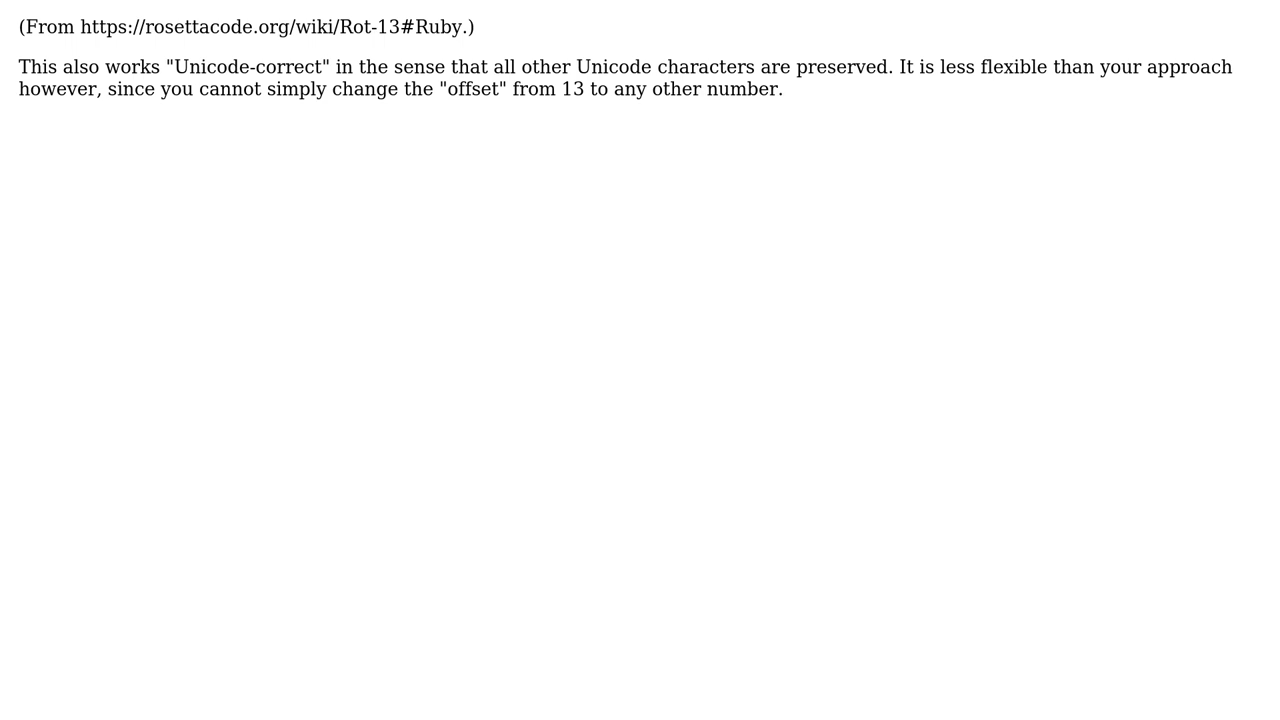 (From https://rosettacode.org/wiki/Rot-13#Ruby.)
This also works "Unicode-correct" in the sense that all other Unicode characters are preserved. It is less flexible than your approach
however, since you cannot simply change the "offset" from 13 to any other number.